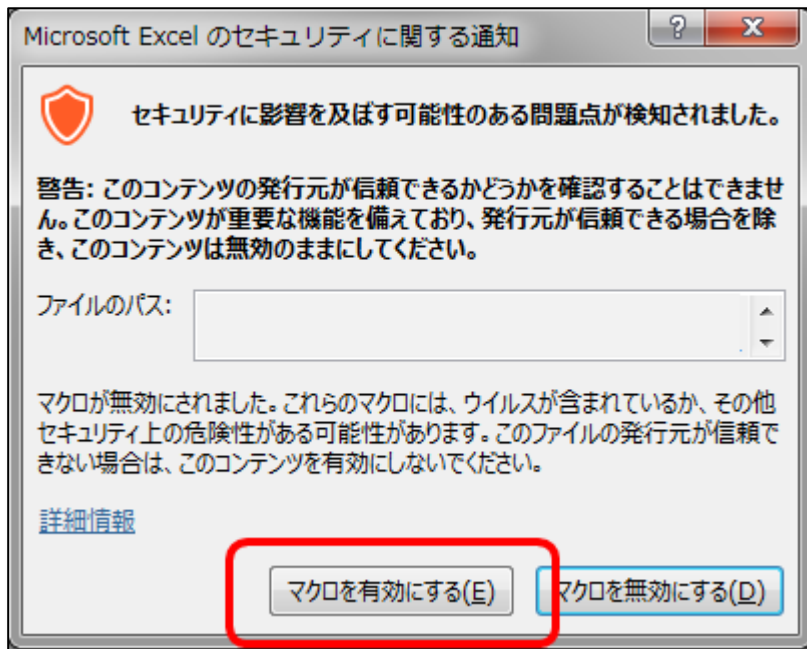 Microsoft Excel のセキュリティに関する通知
セキュリティに影響を及ぼす可能性のある問題点が検知されました。
警告: このコンテンツの発行元が信頼できるかどうかを確認することはできませ
ん。このコンテンツが重要な機能を備えており、発行元が信頼できる場合を除
き、このコンテンツは無効のままにしてください。
ファイルのパス:
マクロが無効にされました。これらのマクロには、ウイルスが含まれているか、その他
セキュリティ上の危険性がある可能性があります。このファイルの発行元が信頼で
きない場合は、このコンテンツを有効にしないでください。
詳細情報
マクロを有効にする(E) マクロを無効にする(D)